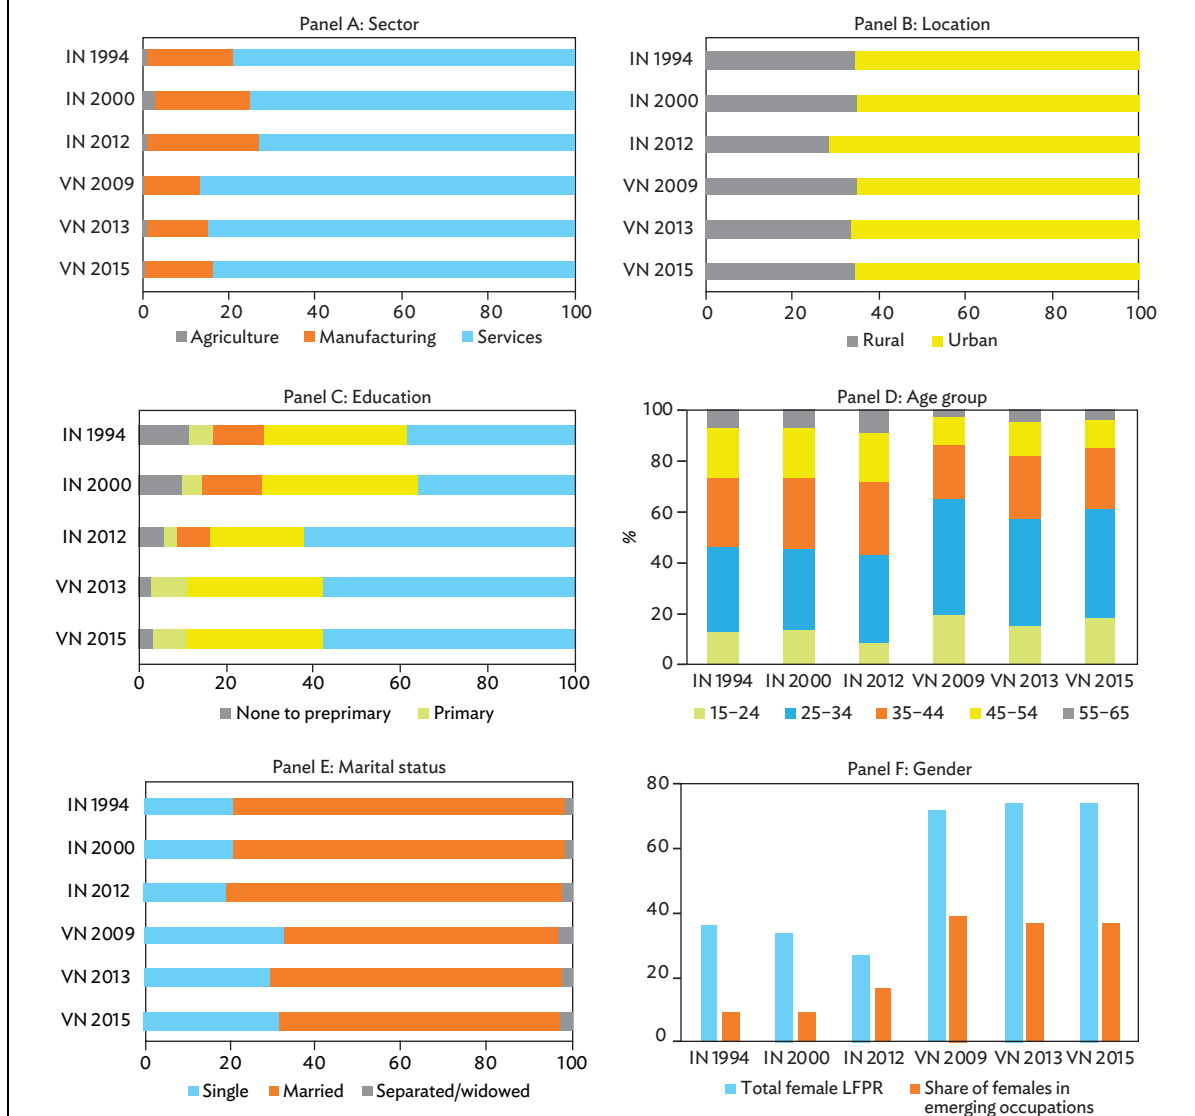 Panel A: Sector
IN 1994
IN 2000
IN 2012
VN 2009
VN 2013
VN 2015
0 20 40 60 80 100
Agriculture Manufacturing Services
Panel B: Location
IN 1994
IN 2000
IN 2012
VN 2009
VN 2013
VN 2015
0 20 40 60 80 100
Rural Urban
Panel C: Education
IN 1994
IN 2000
IN 2012
VN 2013
VN 2015
0 20 40 60 80 100
None to preprimary Primary
Panel D: Age group
100
80
60
40
20
0
%
IN 1994 IN 2000 IN 2012 VN 2009 VN 2013 VN 2015
15–24 25–34 35–44 45–54 55–65
Panel E: Marital status
IN 1994
IN 2000
IN 2012
VN 2009
VN 2013
VN 2015
0 20 40 60 80 100
Single Married Separated/widowed
Panel F: Gender
80
60
40
20
0
IN 1994 IN 2000 IN 2012 VN 2009 VN 2013 VN 2015
Total female LFPR Share of females in
emerging occupations